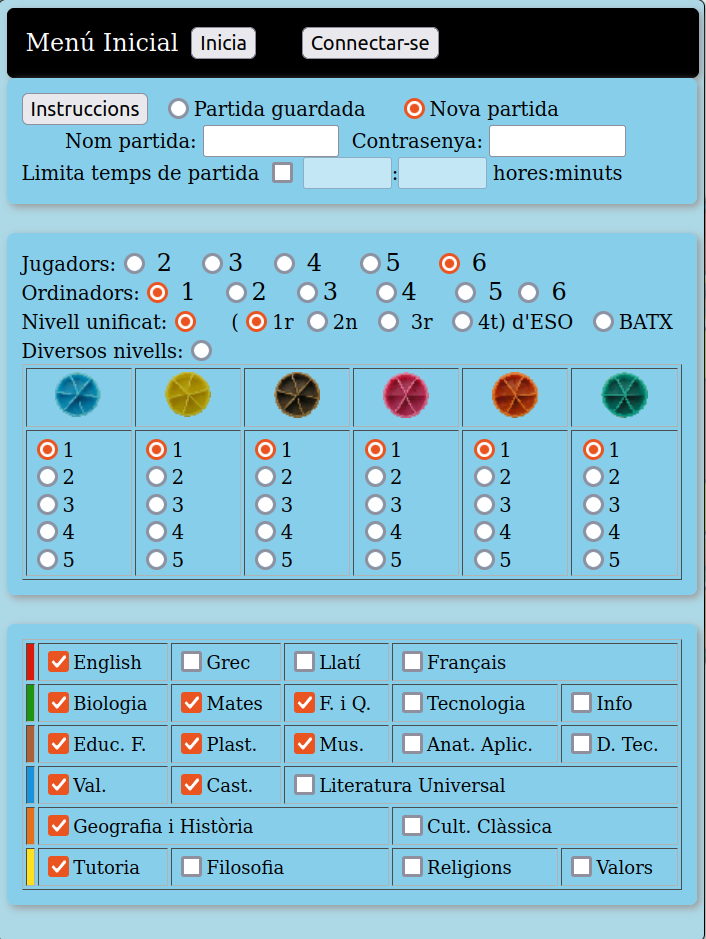 Menú Inicial Inicia Connectar-se
Instruccions Partida guardada Nova partida
Nom partida: Contrasenya:
Limita temps de partida : hores:minuts
Jugadors: 2 3 4 5 6
Ordinadors: 1 2 3 4 5 6
Nivell unificat: ( 1r 2n 3r 4t) d'ESO BATX
Diversos nivells:
1 1 1 1 1 1
2 2 2 2 2 2
3 3 3 3 3 3
4 4 4 4 4 4
5 5 5 5 5 5
English Grec Llatí Français
Biologia Mates F. i Q. Tecnologia Info
Educ. F. Plast. Mus. Anat. Aplic. D. Tec.
Val. Cast. Literatura Universal
Geografia i Història Cult. Clàssica
Tutoria Filosofia Religions Valors